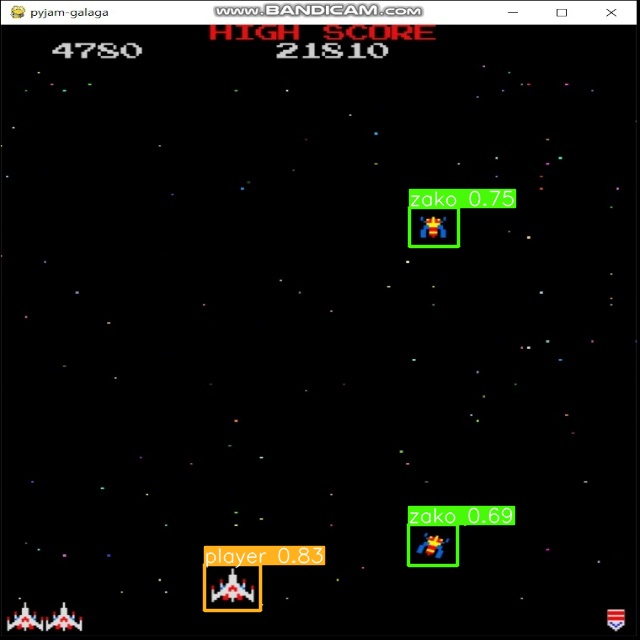 pyjam-galaga
www.BANDICAM.com
HIGH SCORE
4780 21810
zako 0.75
zako 0.69
player 0.83